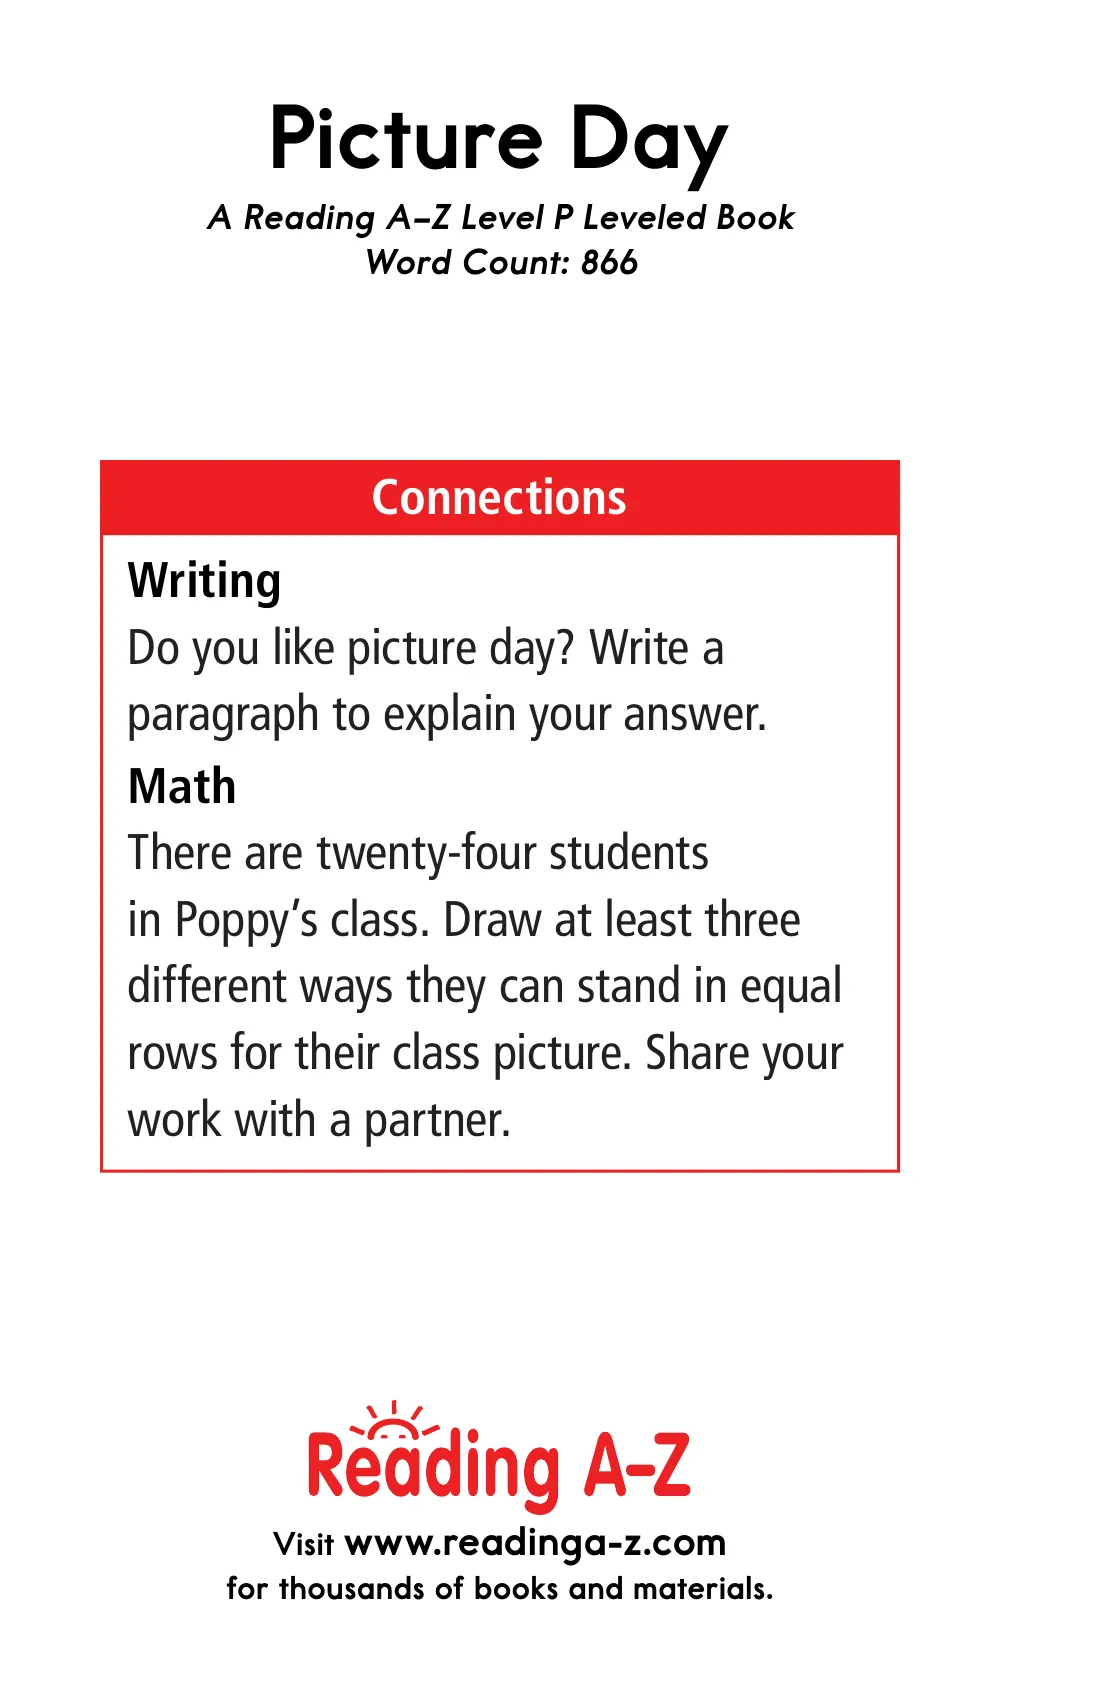 Picture Day
A Reading A–Z Level P Leveled Book
Word Count: 866
Connections
Writing
Do you like picture day? Write a
paragraph to explain your answer.
Math
There are twenty-four students
in Poppy’s class. Draw at least three
different ways they can stand in equal
rows for their class picture. Share your
work with a partner.
Reading A–Z
Visit www.readinga-z.com
for thousands of books and materials.